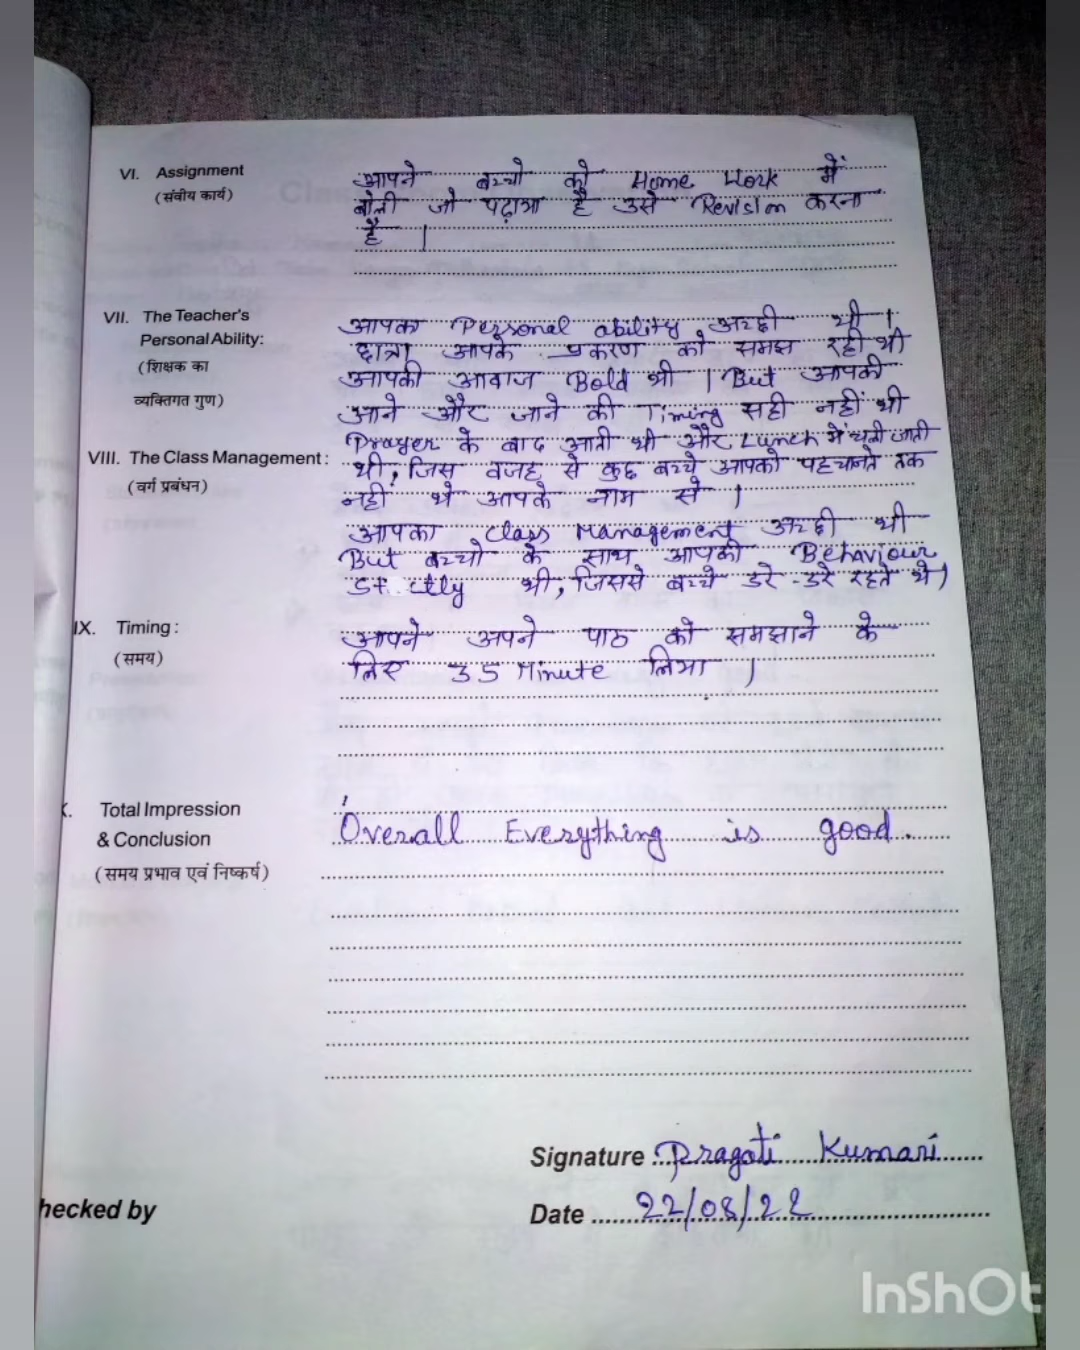 VI. Assignment
(संवीय कार्य)
आपने बच्चो को Home Work में
बोली जो पढ़ाया है उसे Revision करना
है |
VII. The Teacher's
Personal Ability:
(शिक्षक का
व्यक्तिगत गुण)
आपका Personal ability अच्छी थी |
छात्रा आपके प्रकरण को समझ रही थी
आपकी आवाज Bold थी | But आपकी
आने और जाने की Timing सही नहीं थी
Prayer के बाद आती थी और Lunch में चली जाती
थी, जिस वजह से कुछ बच्चे आपको पहचानते तक
नहीं थे आपके नाम से |
VIII. The Class Management:
(वर्ग प्रबंधन)
आपका Class Management अच्छी थी
But बच्चो के साथ आपकी Behaviour
थी, जिससे बच्चे डरे-डरे रहते थे |
IX. Timing:
(समय)
आपने अपने पाठ को समझाने के
लिए 35 Minute लिया |
Total Impression
& Conclusion
(समय प्रभाव एवं निष्कर्ष)
Overall Everything is good.
Signature Pragati Kumari
hecked by
Date 22/08/22
InShOt